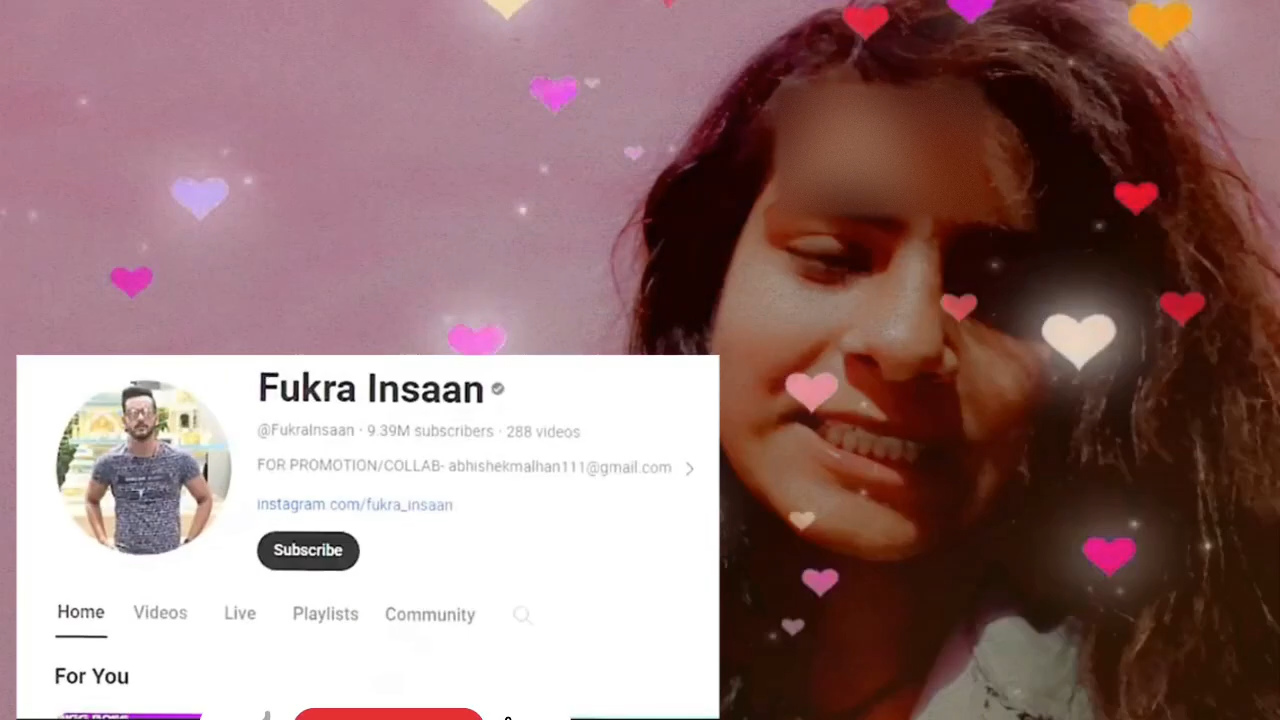 Fukra Insaan
@FukraInsaan · 9.39M subscribers · 288 videos
FOR PROMOTION/COLLAB- abhishekmalhan111@gmail.com
instagram.com/fukra_insaan
Subscribe
Home Videos Live Playlists Community
For You